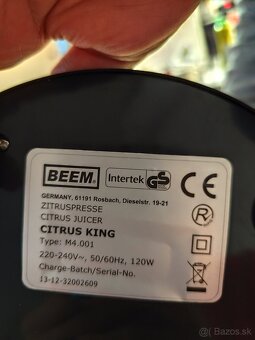 BEEM®
Intertek GS CE
GERMANY, 61191 Rosbach, Dieselstr. 19-21
ZITRUSPRESSE
CITRUS JUICER
CITRUS KING
Type: M4.001
220-240V~, 50/60Hz, 120W
Charge-Batch/Serial-No.
13-12-32002609
R
Bazos.sk